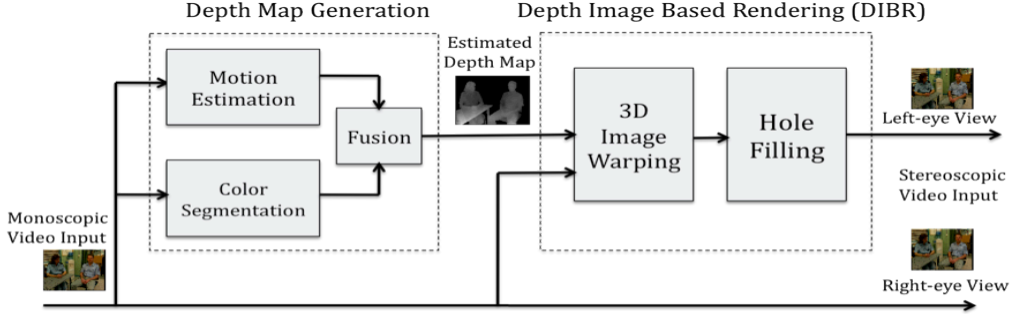 Depth Map Generation
Depth Image Based Rendering (DIBR)
Motion
Estimation
Color
Segmentation
Fusion
Estimated
Depth Map
3D
Image
Warping
Hole
Filling
Left-eye View
Stereoscopic
Video Input
Monoscopic
Video Input
Right-eye View